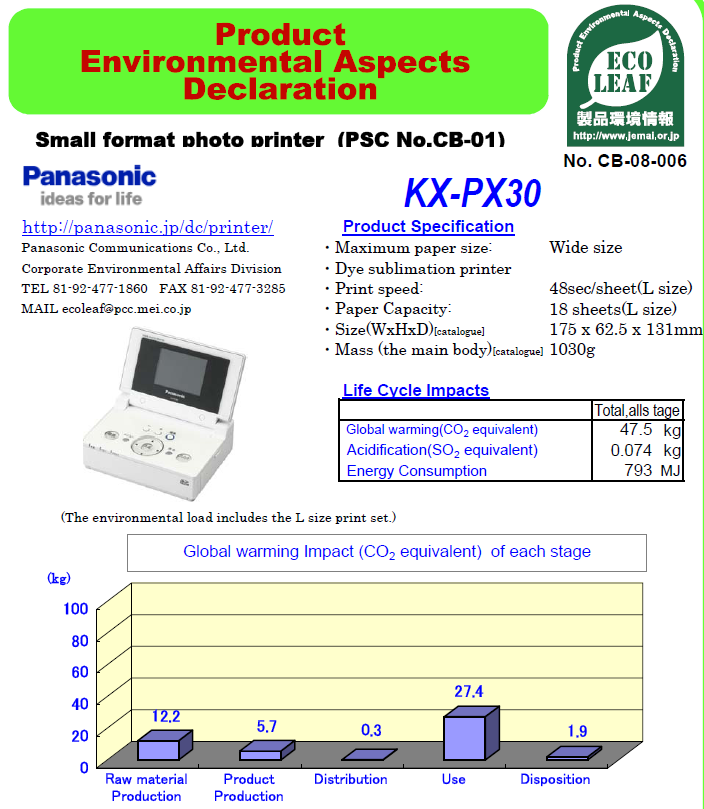 Product
Environmental Aspects
Declaration
Product Environmental Aspects Declaration
ECO
LEAF
製品環境情報
http://www.jemai.or.jp
Small format photo printer (PSC No.CB-01)
No. CB-08-006
Panasonic
ideas for life
KX-PX30
http://panasonic.jp/dc/printer/
Panasonic Communications Co., Ltd.
Corporate Environmental Affairs Division
TEL 81-92-477-1860 FAX 81-92-477-3285
MAIL ecoleaf@pcc.mei.co.jp
Product Specification
・Maximum paper size: Wide size
・Dye sublimation printer
・Print speed: 48sec/sheet(L size)
・Paper Capacity: 18 sheets(L size)
・Size(WxHxD)[catalogue] 175 x 62.5 x 131mm
・Mass (the main body)[catalogue] 1030g
Panasonic
Life Cycle Impacts
Total,alls tage
Global warming(CO2 equivalent) 47.5 kg
Acidification(SO2 equivalent) 0.074 kg
Energy Consumption 793 MJ
(The environmental load includes the L size print set.)
Global warming Impact (CO2 equivalent) of each stage
(kg)
100
80
60
40
20
0
12.2
5.7
0.3
27.4
1.9
Raw material
Production
Product
Production
Distribution
Use
Disposition